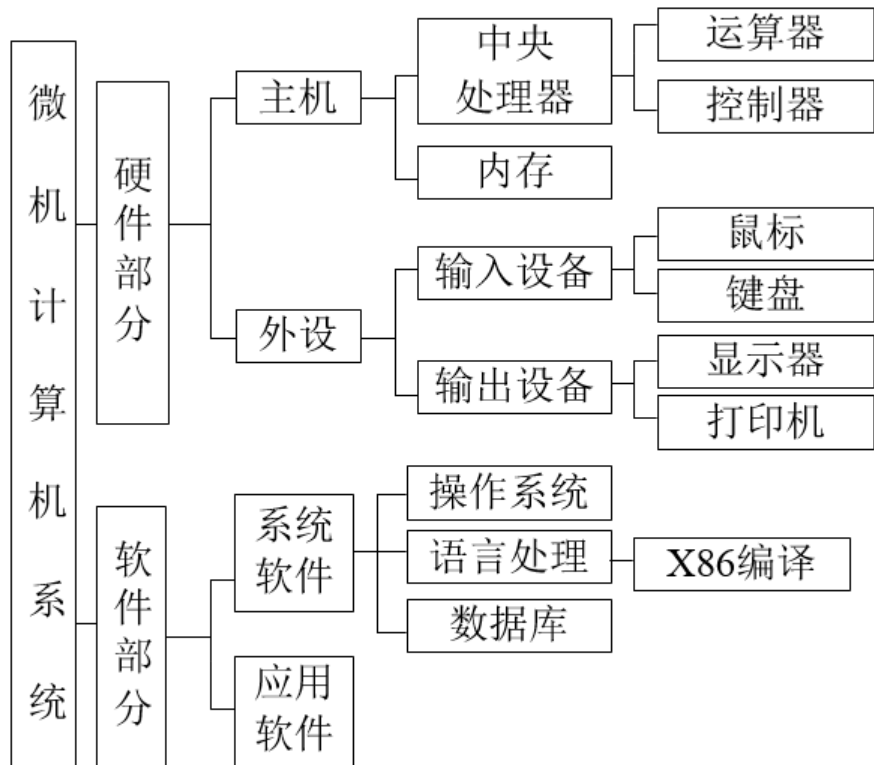 微机计算机系统
硬件部分
主机
中央
处理器
运算器
控制器
内存
外设
输入设备
鼠标
键盘
输出设备
显示器
打印机
软件部分
系统
软件
操作系统
语言处理
X86编译
数据库
应用
软件